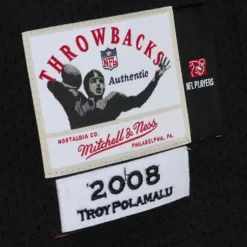 THROWBACKS
NFL
Authentic
NOSTALGIA CO. PHILADELPHIA, PA.
Mitchell & Ness
NFL PLAYERS
2008
TROY POLAMALU